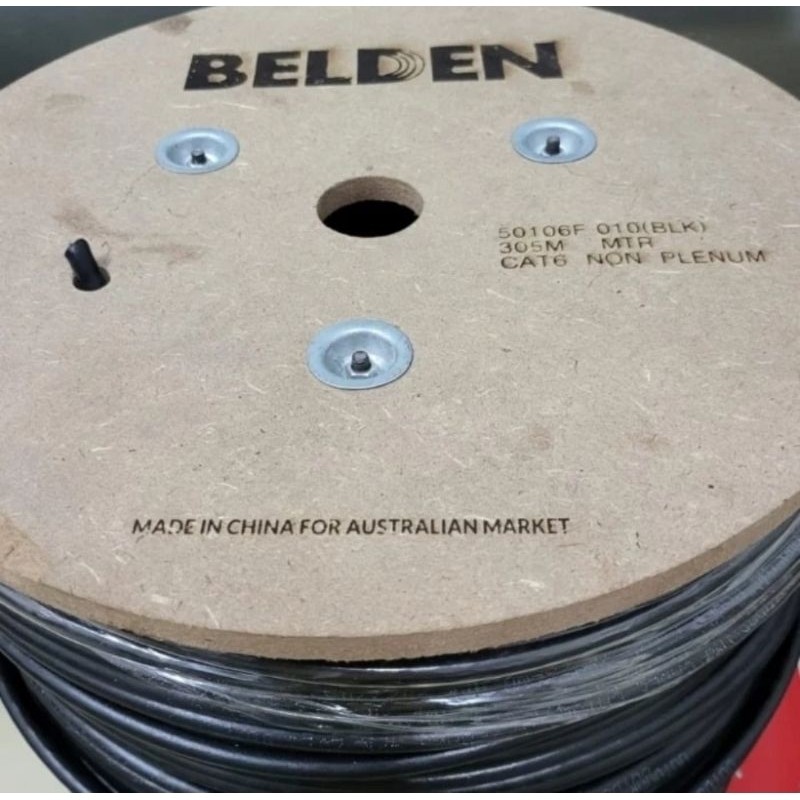 BELDEN
50106F 010(BLK)
305M MTR
CAT6 NON PLENUM
MADE IN CHINA FOR AUSTRALIAN MARKET